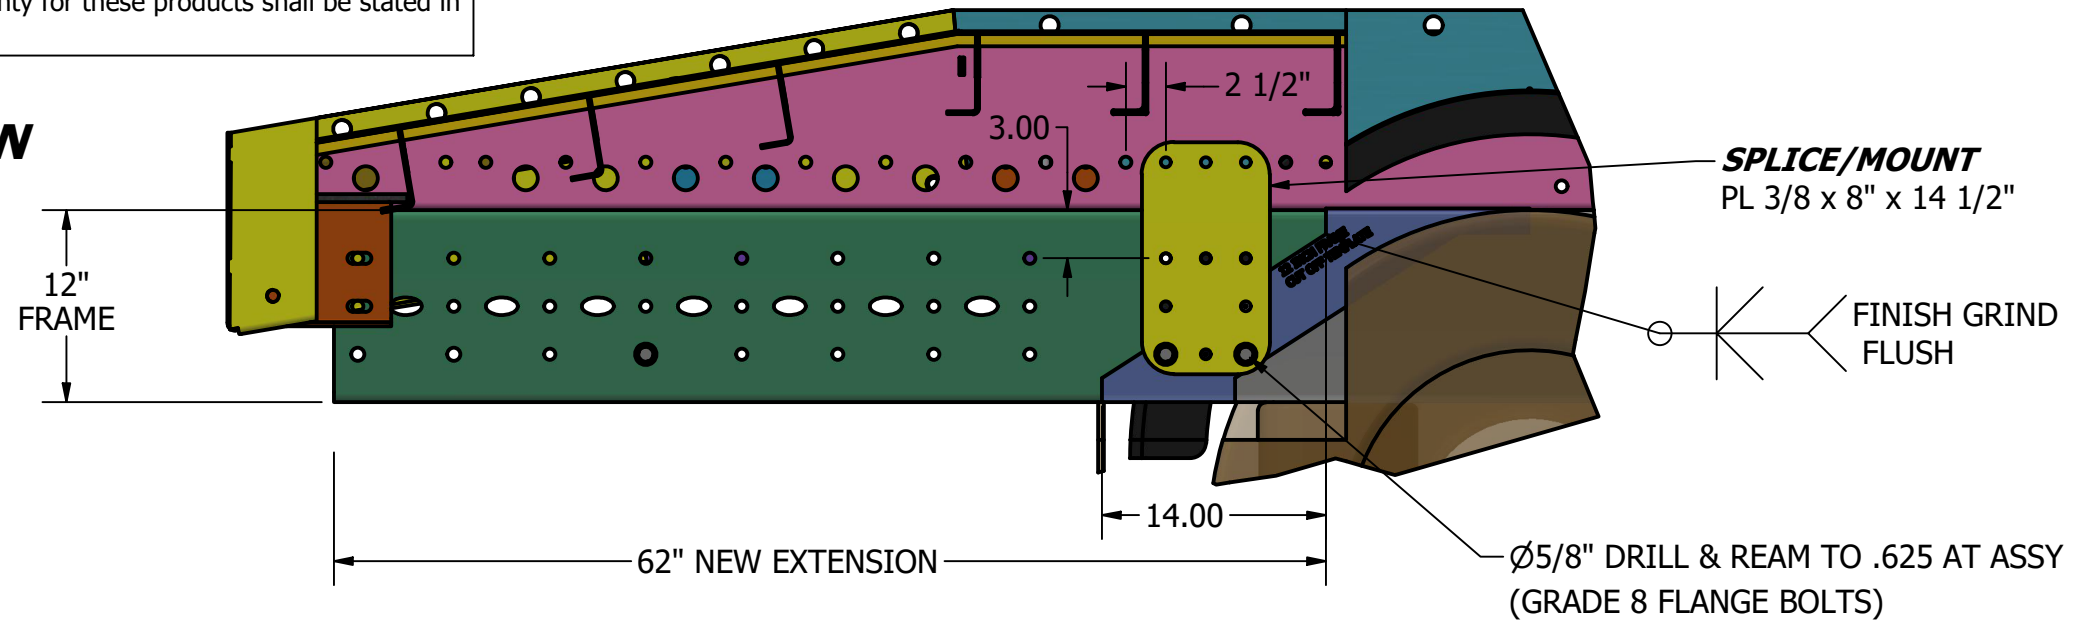 nty for these products shall be stated in
N
2 1/2"
3.00
SPLICE/MOUNT
PL 3/8 x 8" x 14 1/2"
12"
FRAME
FINISH GRIND
FLUSH
14.00
62" NEW EXTENSION
Ø5/8" DRILL & REAM TO .625 AT ASSY
(GRADE 8 FLANGE BOLTS)